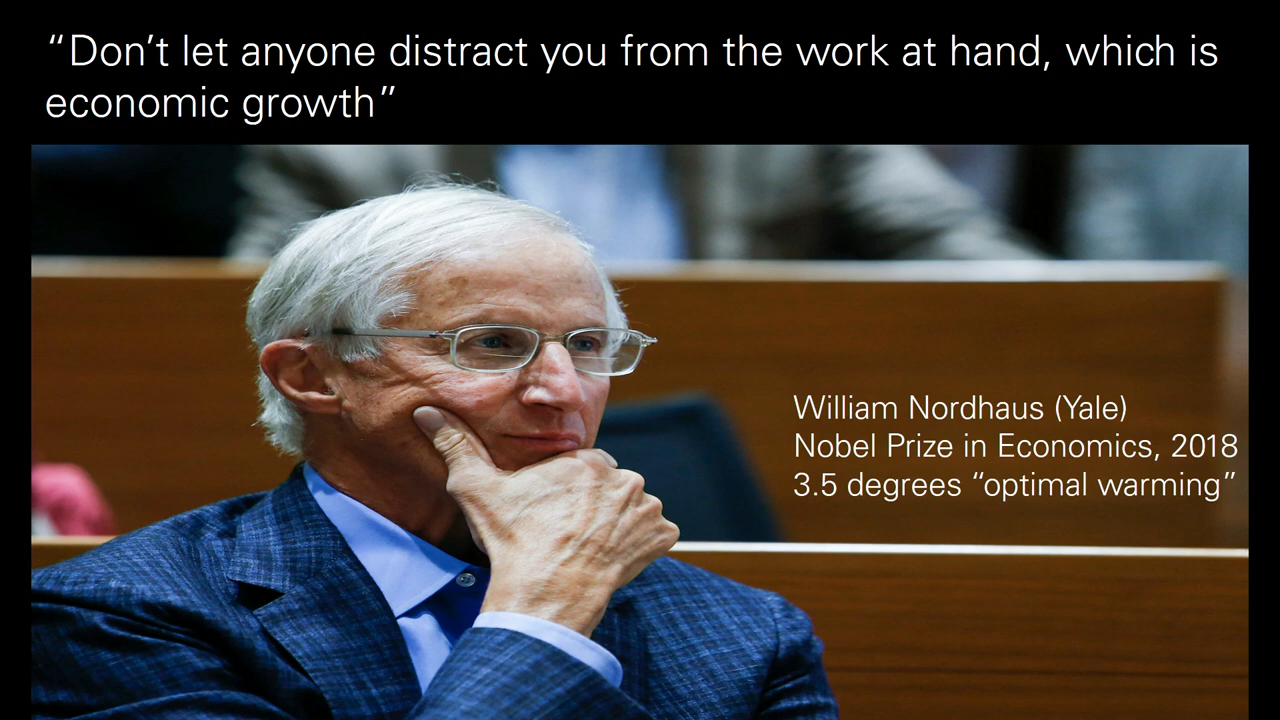 “Don’t let anyone distract you from the work at hand, which is
economic growth”
William Nordhaus (Yale)
Nobel Prize in Economics, 2018
3.5 degrees “optimal warming”